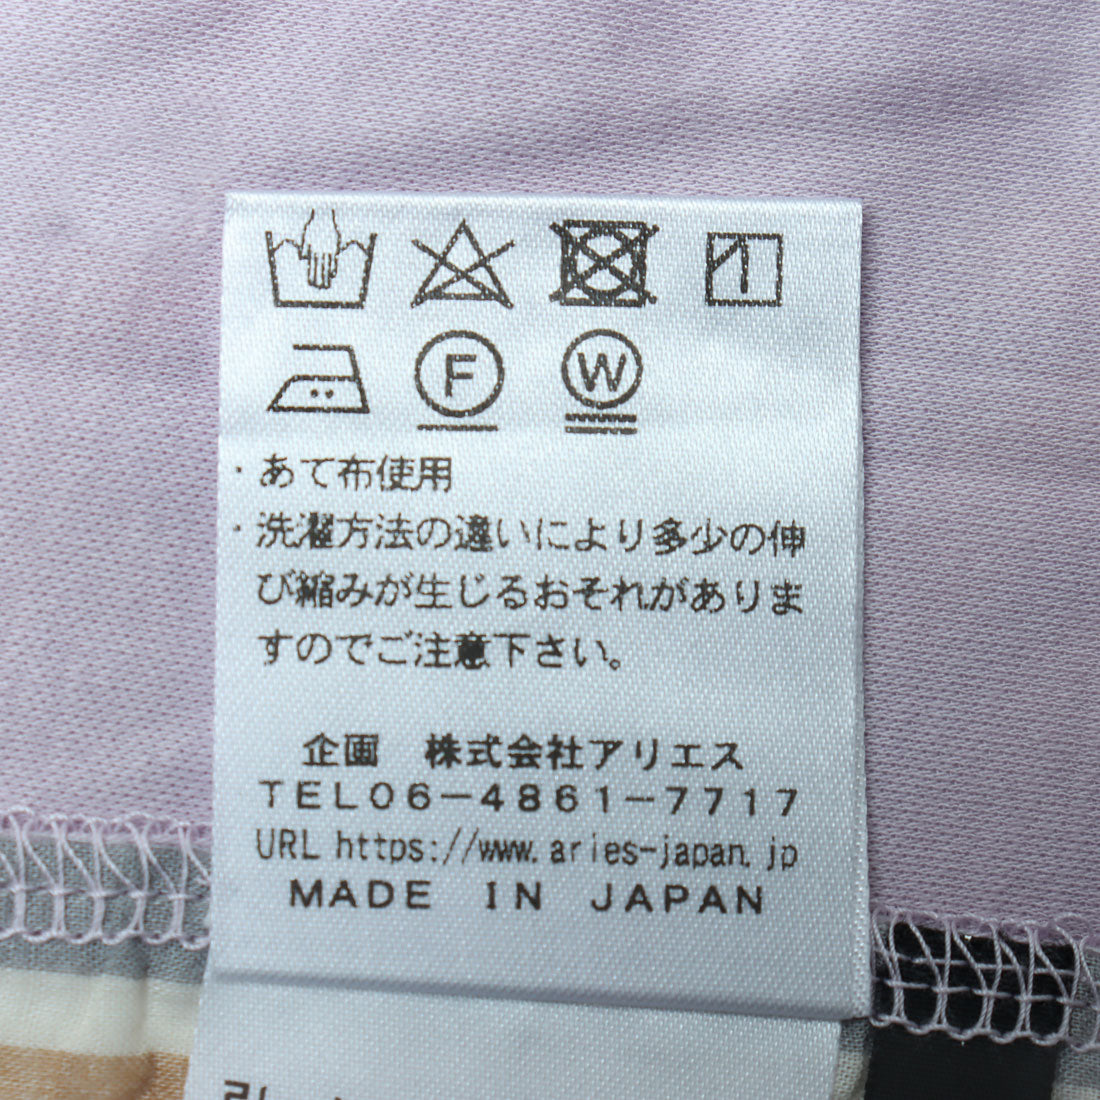 F W
・あて布使用
・洗濯方法の違いにより多少の伸
び縮みが生じるおそれがありま
すのでご注意下さい。
企画 株式会社アリエス
TEL06-4861-7717
URL https://www.aries-japan.jp
MADE IN JAPAN